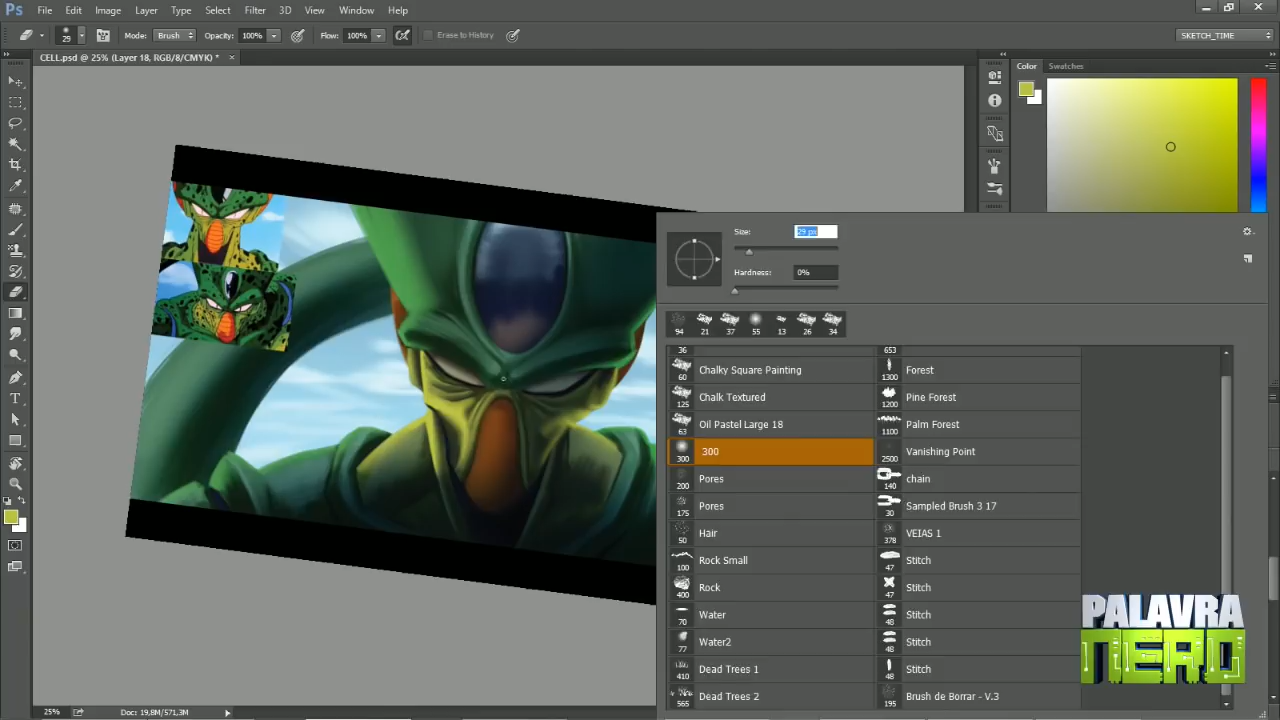 Ps File Edit Image Layer Type Select Filter 3D View Window Help
29 Mode: Brush Opacity: 100% Flow: 100% Erase to History SKETCH_TIME
CELL.psd @ 25% (Layer 18, RGB/8/CMYK) *
Color Swatches
Size: 29 px
Hardness: 0%
94 21 37 55 13 26 34
36 653
60 Chalky Square Painting 1300 Forest
125 Chalk Textured 1200 Pine Forest
63 Oil Pastel Large 18 1100 Palm Forest
300 300 2500 Vanishing Point
200 Pores 140 chain
175 Pores 30 Sampled Brush 3 17
50 Hair 378 VEIAS 1
100 Rock Small 47 Stitch
400 Rock 47 Stitch
70 Water 48 Stitch
77 Water2 48 Stitch
410 Dead Trees 1 48 Stitch
565 Dead Trees 2 195 Brush de Borrar - V.3
PALAVRA
NERD
25% Doc: 19,8M/571,3M